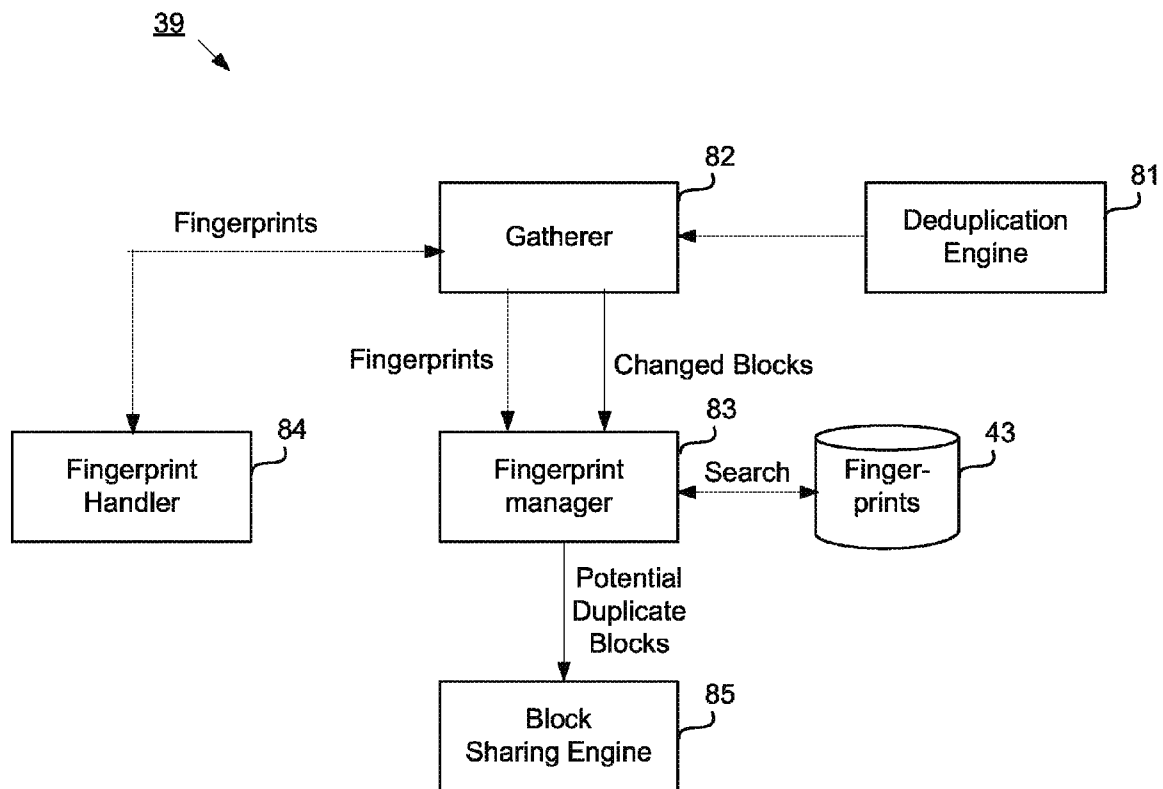 39
82
Gatherer
81
Deduplication
Engine
Fingerprints
Fingerprints
Changed Blocks
84
Fingerprint
Handler
83
Fingerprint
manager
Search
43
Finger-
prints
Potential
Duplicate
Blocks
85
Block
Sharing Engine